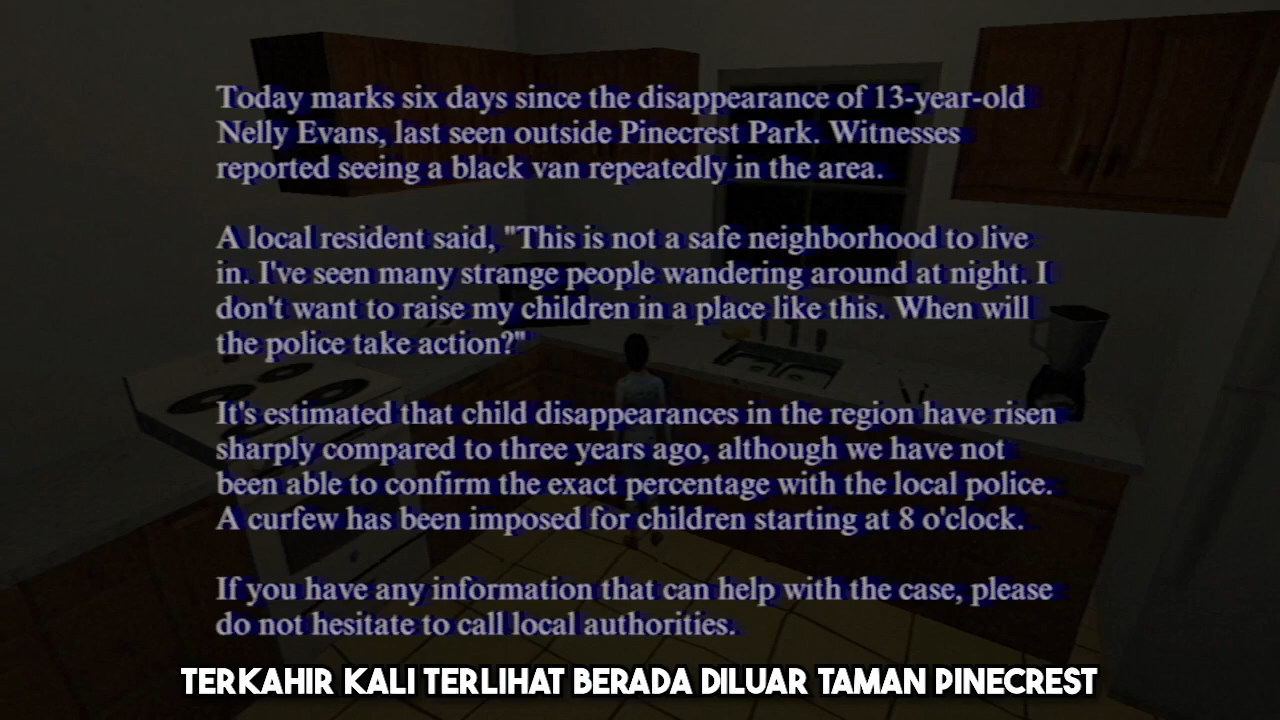 Today marks six days since the disappearance of 13-year-old
Nelly Evans, last seen outside Pinecrest Park. Witnesses
reported seeing a black van repeatedly in the area.
A local resident said, "This is not a safe neighborhood to live
in. I've seen many strange people wandering around at night. I
don't want to raise my children in a place like this. When will
the police take action?"
It's estimated that child disappearances in the region have risen
sharply compared to three years ago, although we have not
been able to confirm the exact percentage with the local police.
A curfew has been imposed for children starting at 8 o'clock.
If you have any information that can help with the case, please
do not hesitate to call local authorities.
TERKAHIR KALI TERLIHAT BERADA DILUAR TAMAN PINECREST